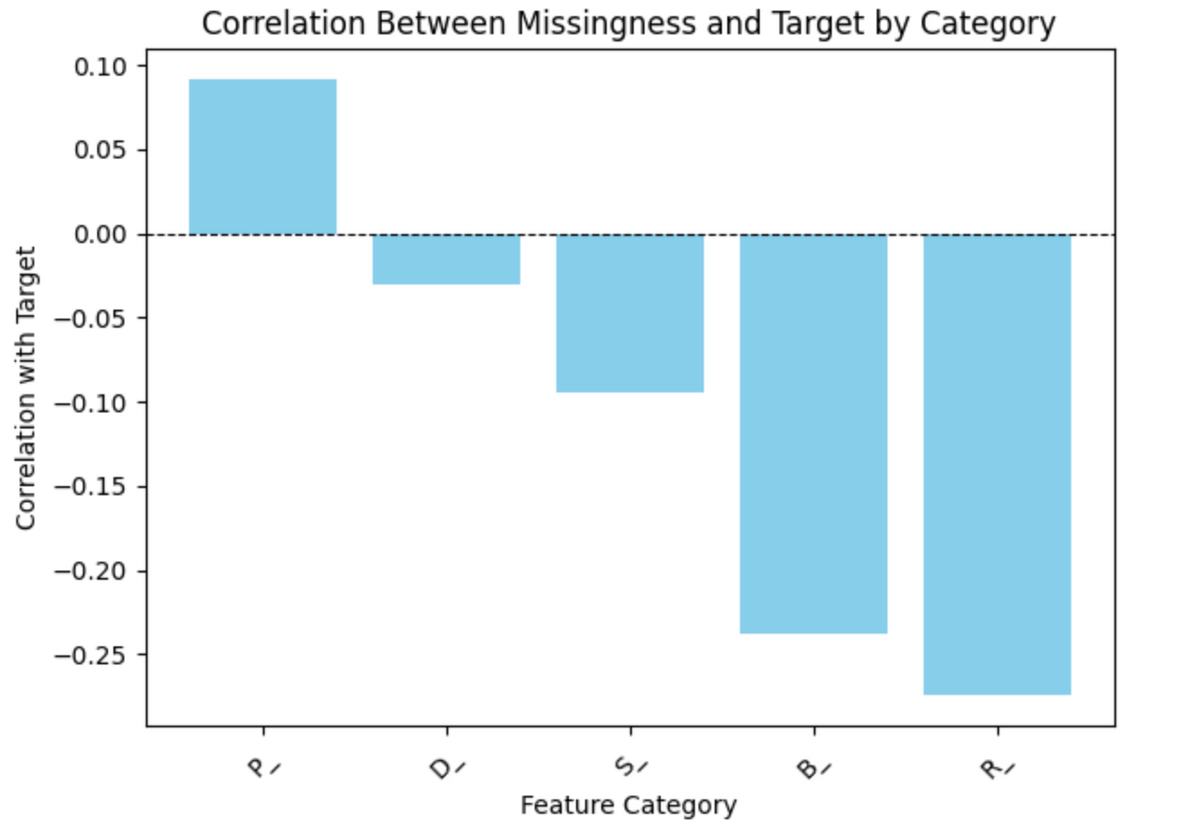 Correlation Between Missingness and Target by Category
Correlation with Target
0.10
0.05
0.00
−0.05
−0.10
−0.15
−0.20
−0.25
P_
D_
S_
B_
R_
Feature Category